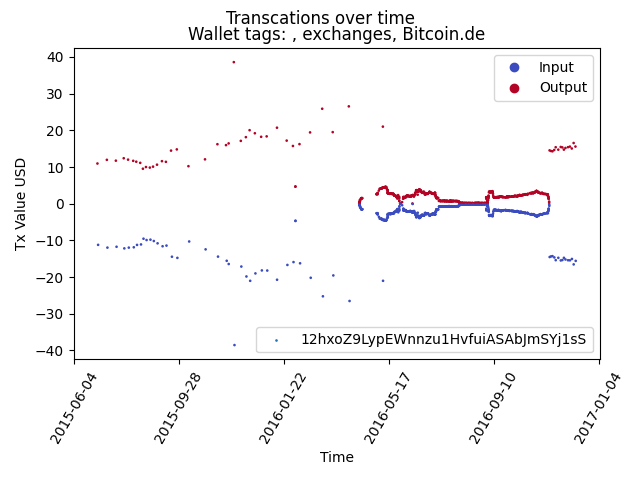 Transcations over time
Wallet tags: , exchanges, Bitcoin.de
Tx Value USD
40
30
20
10
0
−10
−20
−30
−40
Input
Output
12hxoZ9LypEWnnzu1HvfuiASAbJmSYj1sS
2015-06-04
2015-09-28
2016-01-22
2016-05-17
2016-09-10
2017-01-04
Time